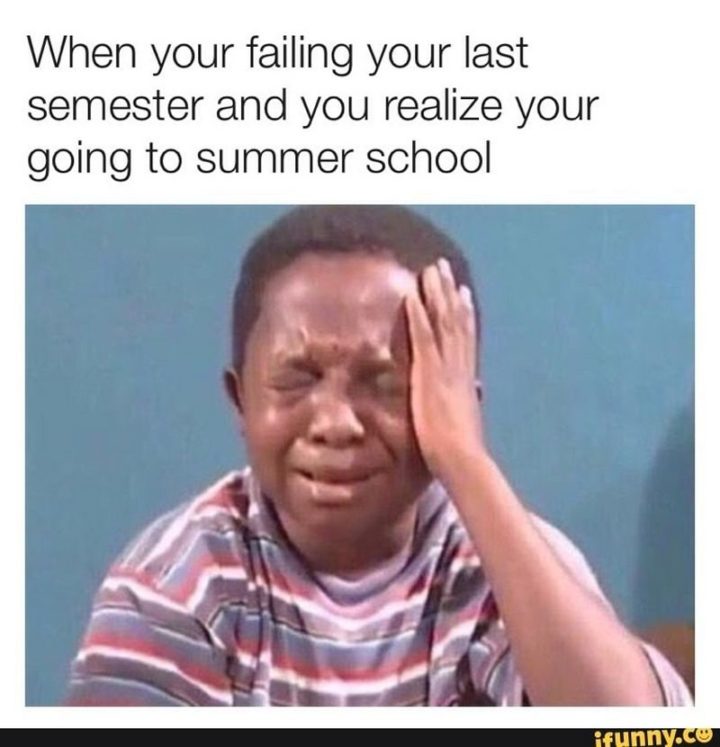 When your failing your last
semester and you realize your
going to summer school
ifunny.co